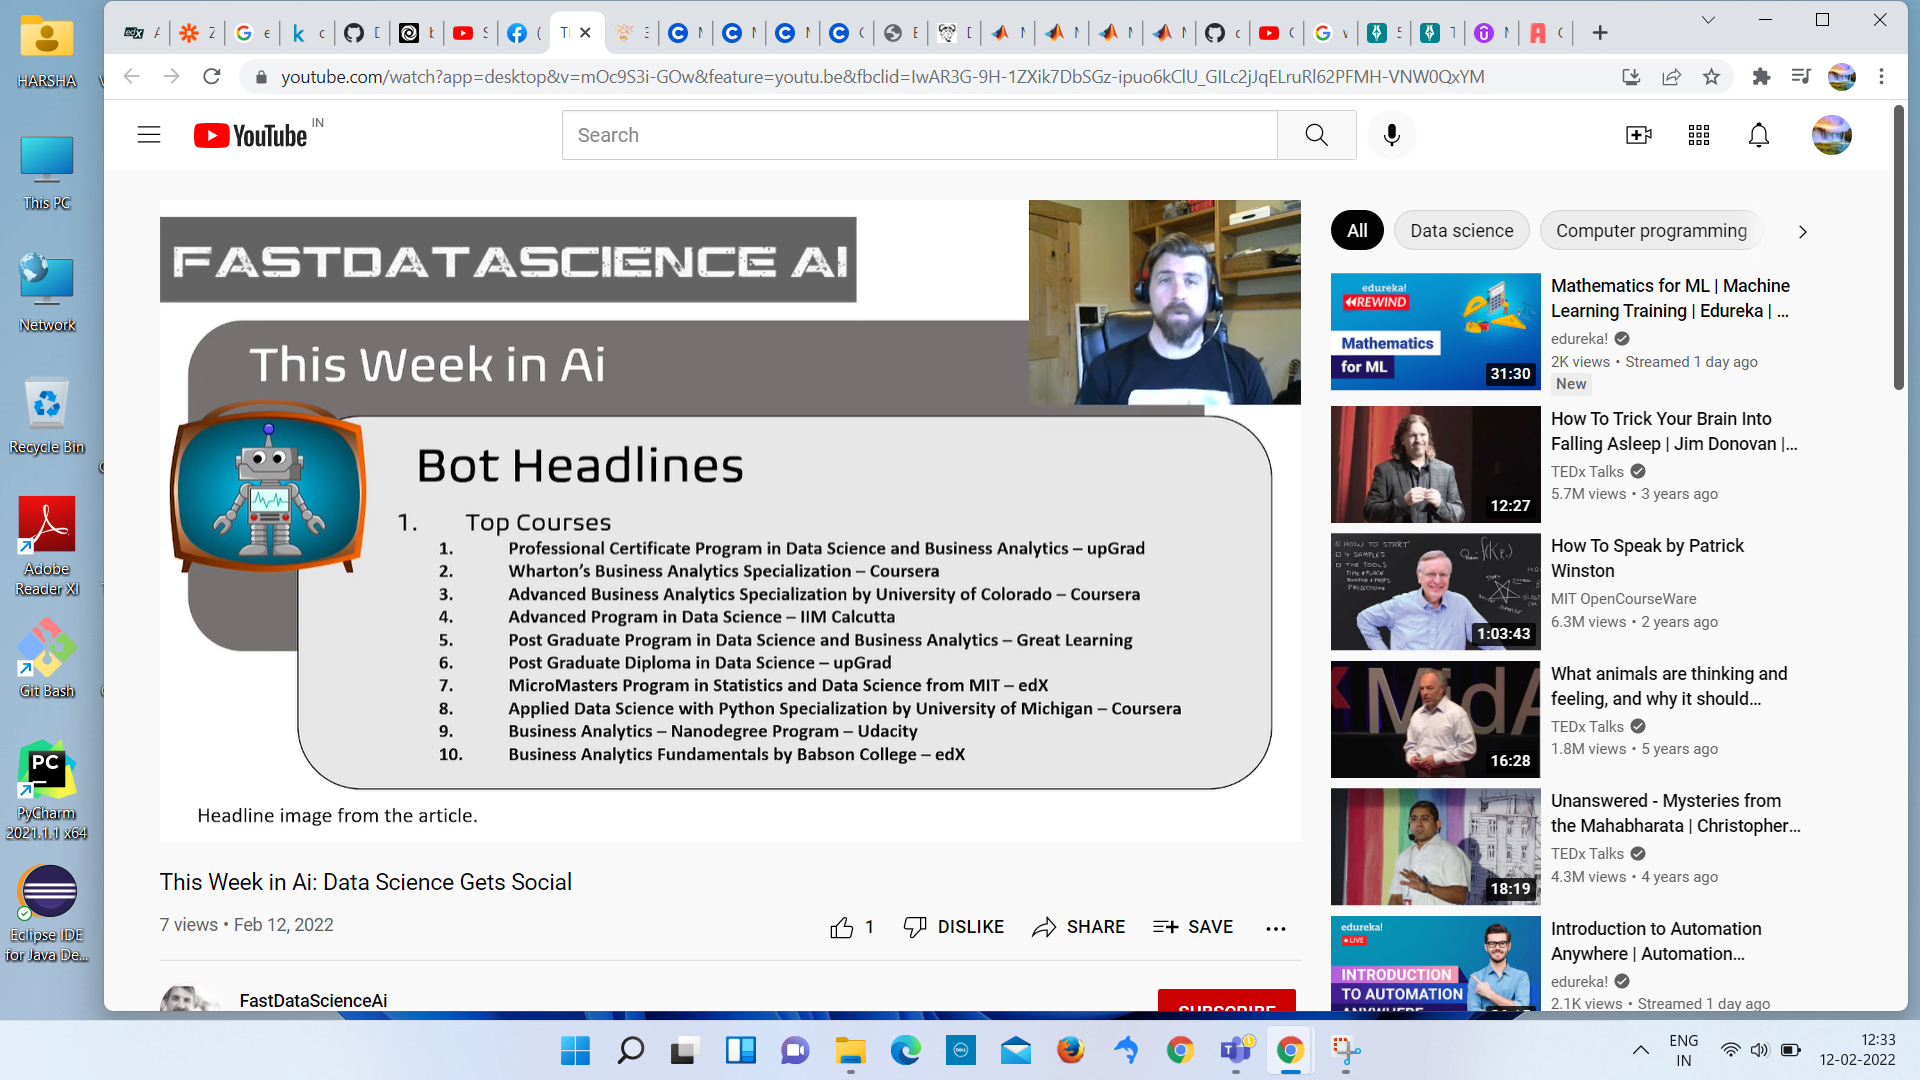 HARSHA
This PC
Network
Recycle Bin
Adobe
Reader XI
Git Bash
PC
PyCharm
2021.1.1 x64
Eclipse IDE
for Java De...
edX
youtube.com/watch?app=desktop&v=mOc9S3i-GOw&feature=youtu.be&fbclid=IwAR3G-9H-1ZXik7DbSGz-ipuo6kClU_GILc2jJqELruRl62PFMH-VNW0QxYM
YouTube IN
Search
FASTDATASCIENCE AI
This Week in Ai
Bot Headlines
1. Top Courses
1. Professional Certificate Program in Data Science and Business Analytics – upGrad
2. Wharton's Business Analytics Specialization – Coursera
3. Advanced Business Analytics Specialization by University of Colorado – Coursera
4. Advanced Program in Data Science – IIM Calcutta
5. Post Graduate Program in Data Science and Business Analytics – Great Learning
6. Post Graduate Diploma in Data Science – upGrad
7. MicroMasters Program in Statistics and Data Science from MIT – edX
8. Applied Data Science with Python Specialization by University of Michigan – Coursera
9. Business Analytics – Nanodegree Program – Udacity
10. Business Analytics Fundamentals by Babson College – edX
Headline image from the article.
This Week in Ai: Data Science Gets Social
7 views • Feb 12, 2022
1 DISLIKE SHARE SAVE ...
FastDataScienceAi
SUBSCRIBE
All Data science Computer programming
edureka!
REWIND
Mathematics
for ML
31:30
Mathematics for ML | Machine
Learning Training | Edureka | ...
edureka!
2K views • Streamed 1 day ago
New
12:27
How To Trick Your Brain Into
Falling Asleep | Jim Donovan |...
TEDx Talks
5.7M views • 3 years ago
1:03:43
How To Speak by Patrick
Winston
MIT OpenCourseWare
6.3M views • 2 years ago
16:28
What animals are thinking and
feeling, and why it should...
TEDx Talks
1.8M views • 5 years ago
18:19
Unanswered - Mysteries from
the Mahabharata | Christopher...
TEDx Talks
4.3M views • 4 years ago
edureka!
LIVE
INTRODUCTION
TO AUTOMATION
ANYWHERE
Introduction to Automation
Anywhere | Automation...
edureka!
2.1K views • Streamed 1 day ago
ENG
IN
12:33
12-02-2022